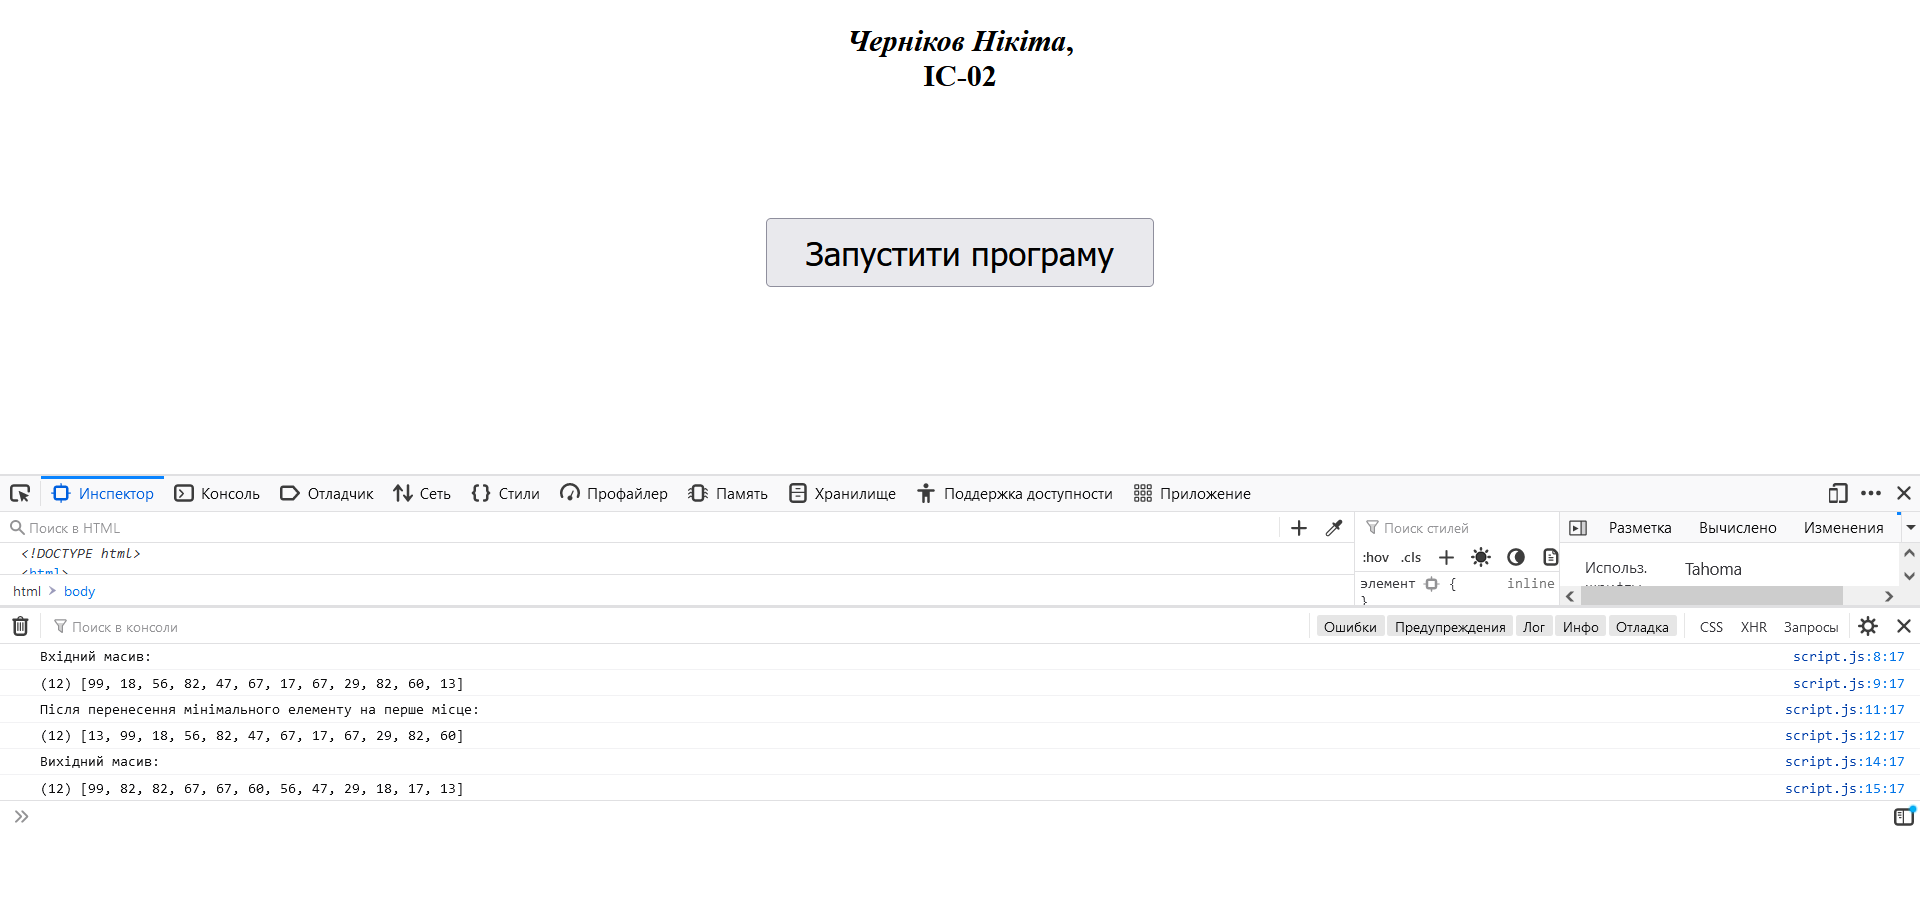 Черніков Нікіта,
ІС-02
Запустити програму
Инспектор Консоль Отладчик Сеть Стили Профайлер Память Хранилище Поддержка доступности Приложение
Поиск в HTML
Поиск стилей
Разметка Вычислено Изменения
<!DOCTYPE html>
<html>
:hov .cls
элемент { inline
}
Использ. Tahoma
html > body
Поиск в консоли
Ошибки Предупреждения Лог Инфо Отладка CSS XHR Запросы
Вхідний масив: script.js:8:17
(12) [99, 18, 56, 82, 47, 67, 17, 67, 29, 82, 60, 13] script.js:9:17
Після перенесення мінімального елементу на перше місце: script.js:11:17
(12) [13, 99, 18, 56, 82, 47, 67, 17, 67, 29, 82, 60] script.js:12:17
Вихідний масив: script.js:14:17
(12) [99, 82, 82, 67, 67, 60, 56, 47, 29, 18, 17, 13] script.js:15:17